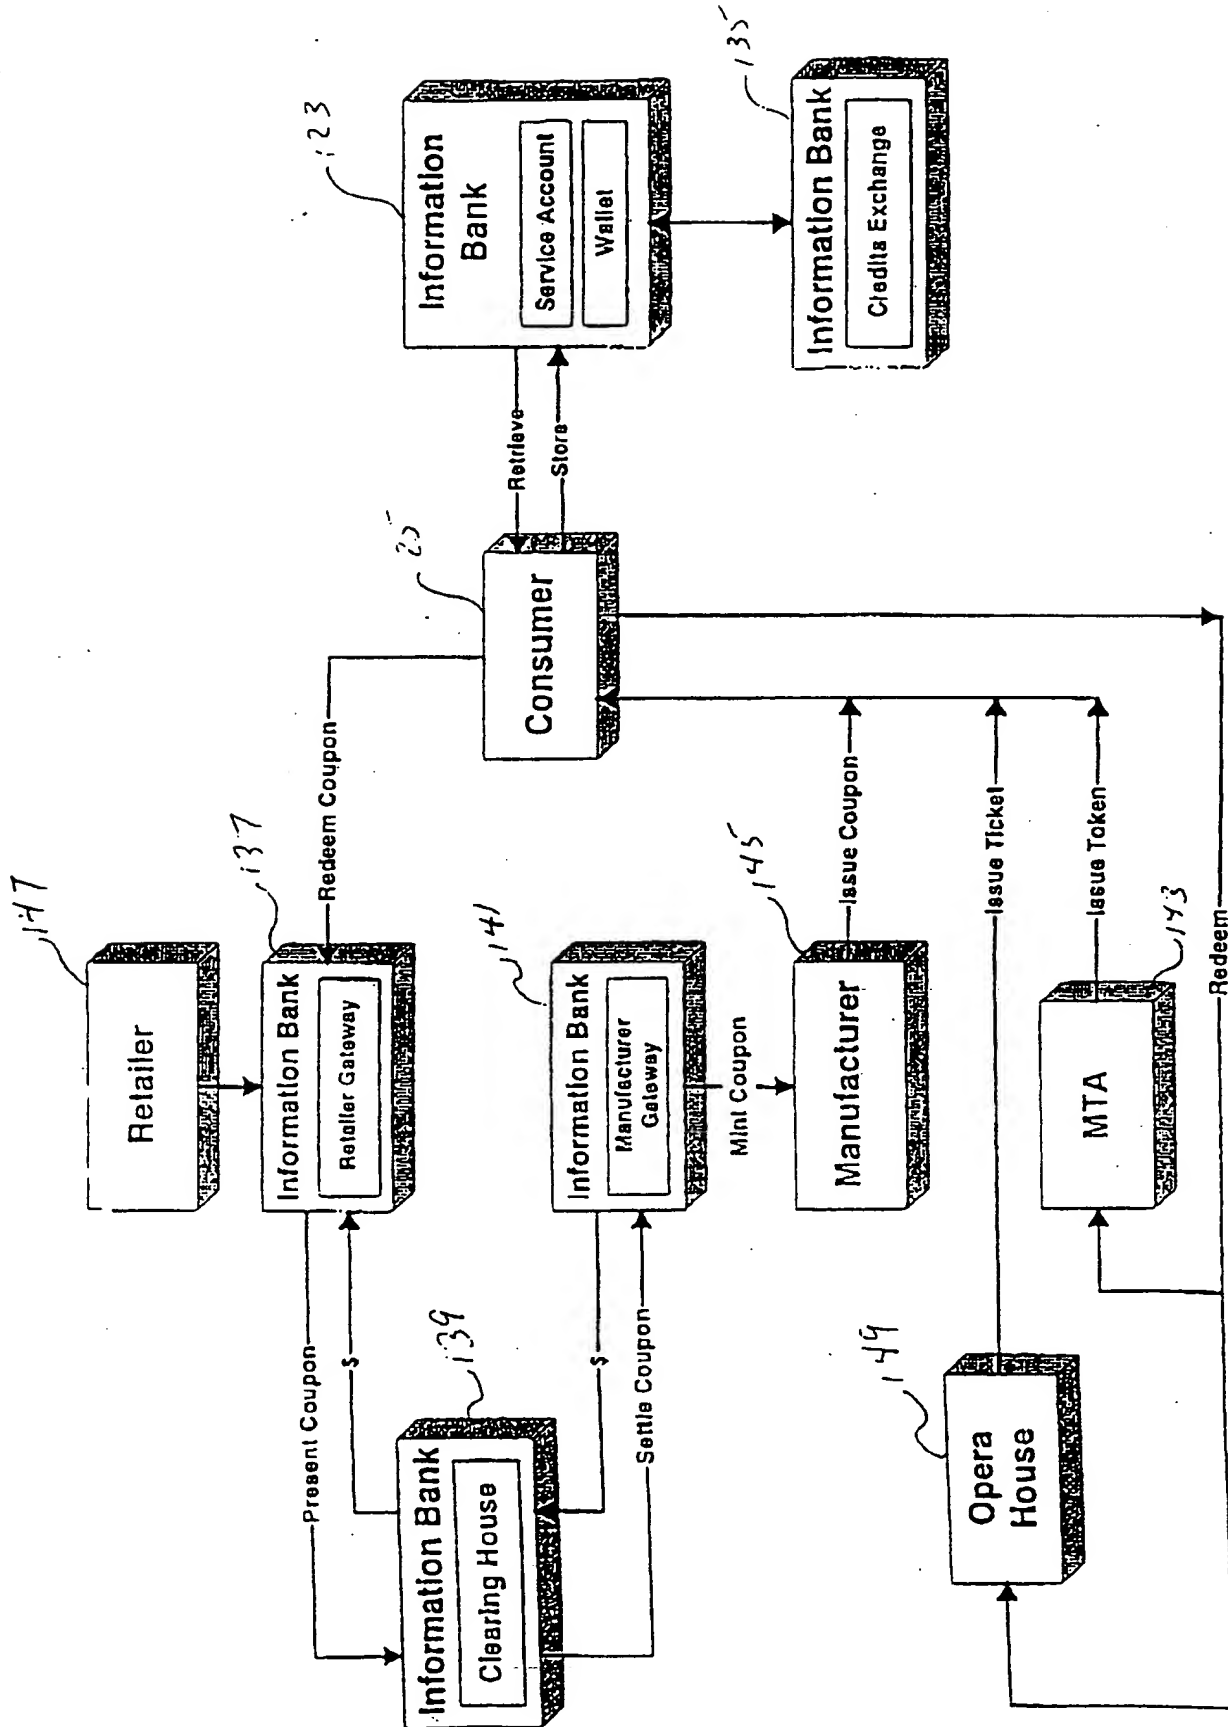 147
Retailer
137
Information Bank
Retailer Gateway
Redeem Coupon
Present Coupon
$
139
Information Bank
Clearing House
25
Consumer
Retrieve
Store
123
Information
Bank
Service Account
Wallet
135
Information Bank
Credits Exchange
141
Information Bank
Manufacturer
Gateway
$
Settle Coupon
Mint Coupon
145
Manufacturer
Issue Coupon
149
Opera
House
Issue Ticket
MTA
143
Issue Token
Redeem